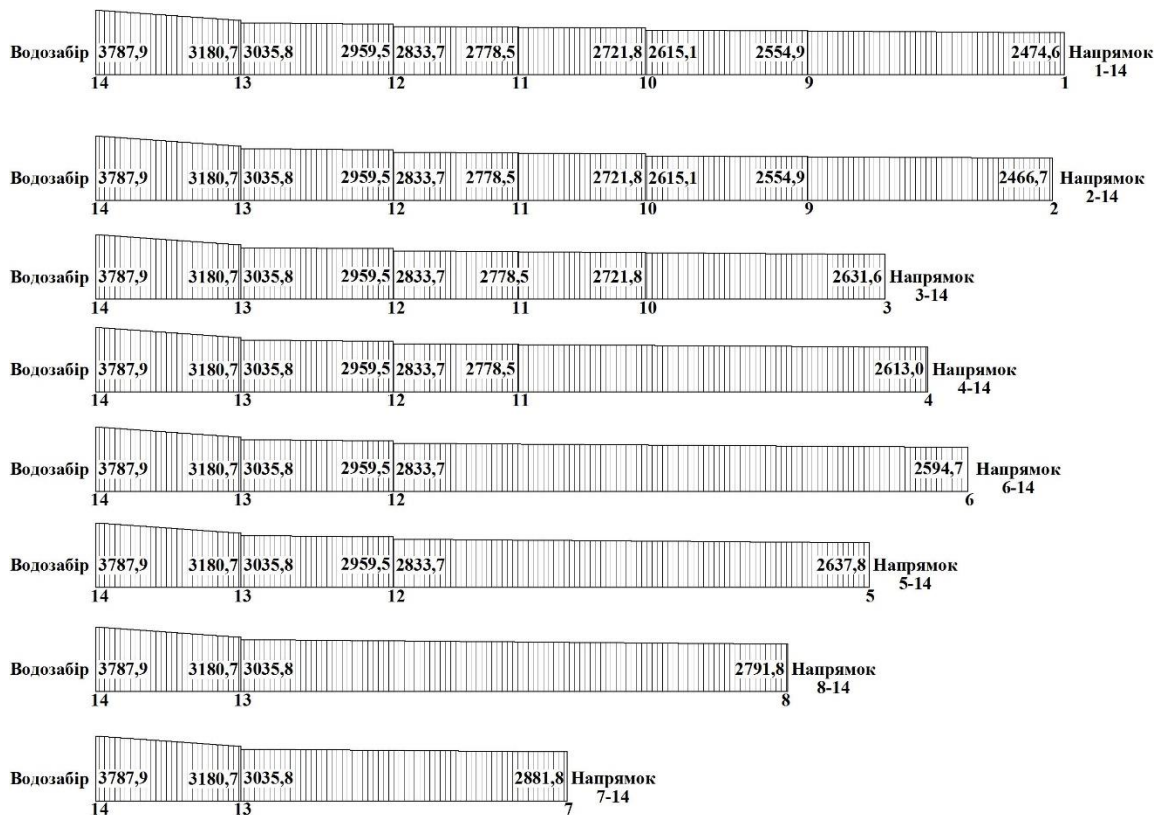 Водозабір 3787,9 3180,7 3035,8 2959,5 2833,7 2778,5 2721,8 2615,1 2554,9 2474,6 Напрямок
14 13 12 11 10 9 1 1-14
Водозабір 3787,9 3180,7 3035,8 2959,5 2833,7 2778,5 2721,8 2615,1 2554,9 2466,7 Напрямок
14 13 12 11 10 9 2 2-14
Водозабір 3787,9 3180,7 3035,8 2959,5 2833,7 2778,5 2721,8 2631,6 Напрямок
14 13 12 11 10 3 3-14
Водозабір 3787,9 3180,7 3035,8 2959,5 2833,7 2778,5 2613,0 Напрямок
14 13 12 11 4 4-14
Водозабір 3787,9 3180,7 3035,8 2959,5 2833,7 2594,7 Напрямок
14 13 12 6 6-14
Водозабір 3787,9 3180,7 3035,8 2959,5 2833,7 2637,8 Напрямок
14 13 12 5 5-14
Водозабір 3787,9 3180,7 3035,8 2791,8 Напрямок
14 13 8 8-14
Водозабір 3787,9 3180,7 3035,8 2881,8 Напрямок
14 13 7 7-14